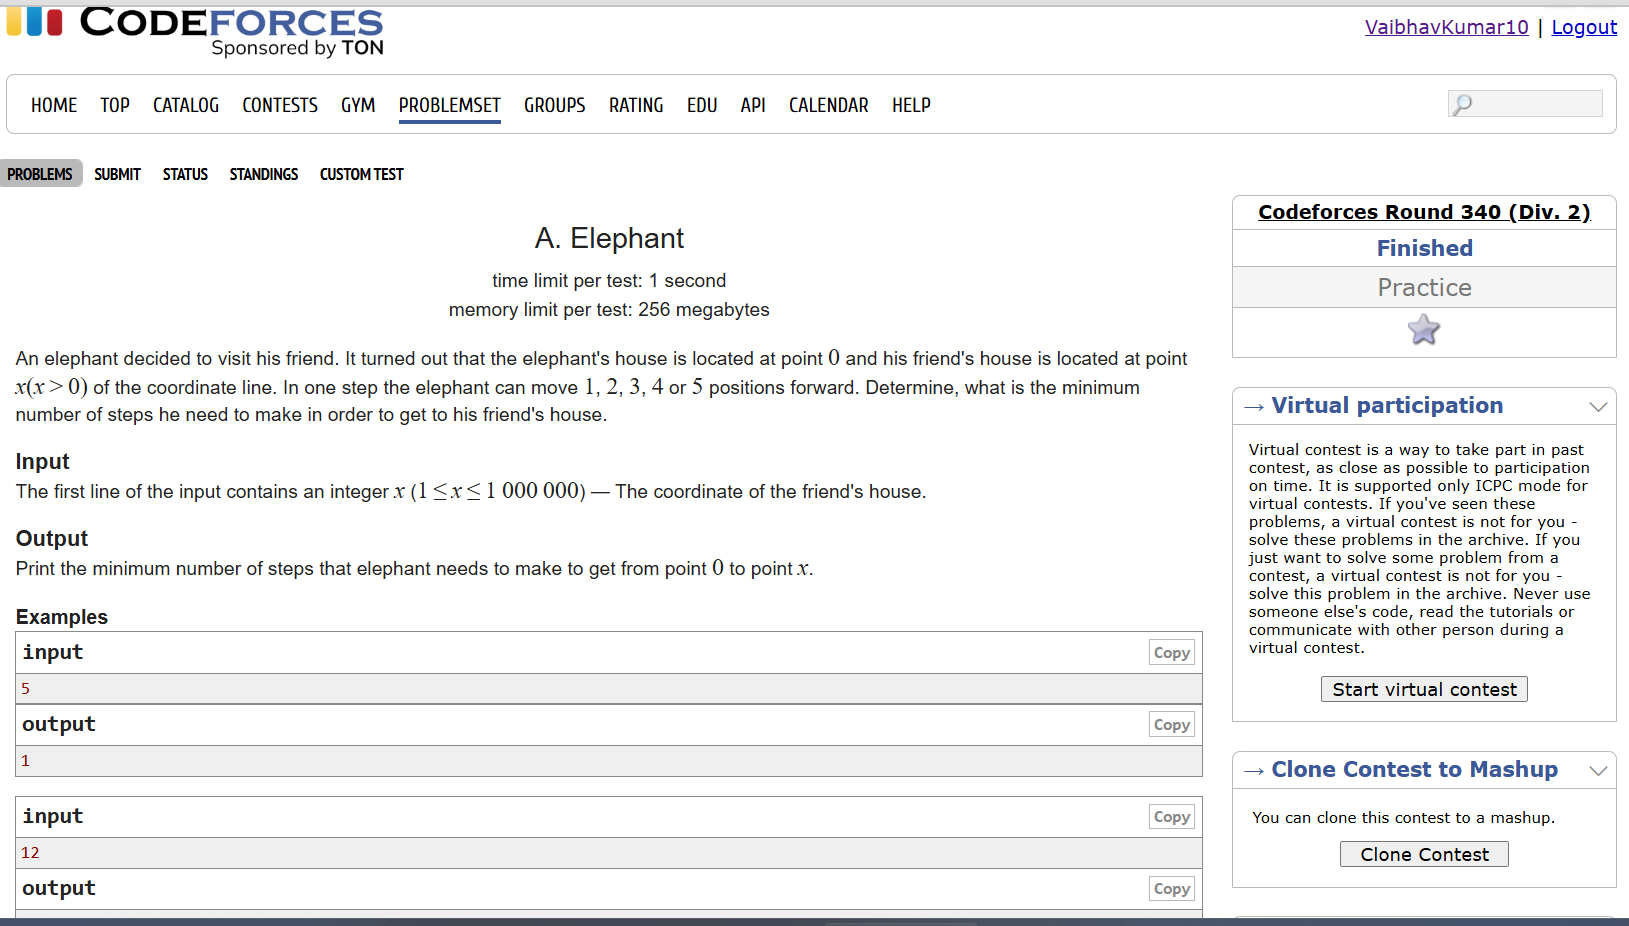 CODEFORCES
Sponsored by TON
VaibhavKumar10 | Logout
HOME TOP CATALOG CONTESTS GYM PROBLEMSET GROUPS RATING EDU API CALENDAR HELP
PROBLEMS SUBMIT STATUS STANDINGS CUSTOM TEST
A. Elephant
time limit per test: 1 second
memory limit per test: 256 megabytes
An elephant decided to visit his friend. It turned out that the elephant's house is located at point 0 and his friend's house is located at point
x(x > 0) of the coordinate line. In one step the elephant can move 1, 2, 3, 4 or 5 positions forward. Determine, what is the minimum
number of steps he need to make in order to get to his friend's house.
Input
The first line of the input contains an integer x (1 ≤ x ≤ 1 000 000) — The coordinate of the friend's house.
Output
Print the minimum number of steps that elephant needs to make to get from point 0 to point x.
Examples
input Copy
5
output Copy
1
input Copy
12
output Copy
Codeforces Round 340 (Div. 2)
Finished
Practice
→ Virtual participation
Virtual contest is a way to take part in past
contest, as close as possible to participation
on time. It is supported only ICPC mode for
virtual contests. If you've seen these
problems, a virtual contest is not for you -
solve these problems in the archive. If you
just want to solve some problem from a
contest, a virtual contest is not for you -
solve this problem in the archive. Never use
someone else's code, read the tutorials or
communicate with other person during a
virtual contest.
Start virtual contest
→ Clone Contest to Mashup
You can clone this contest to a mashup.
Clone Contest